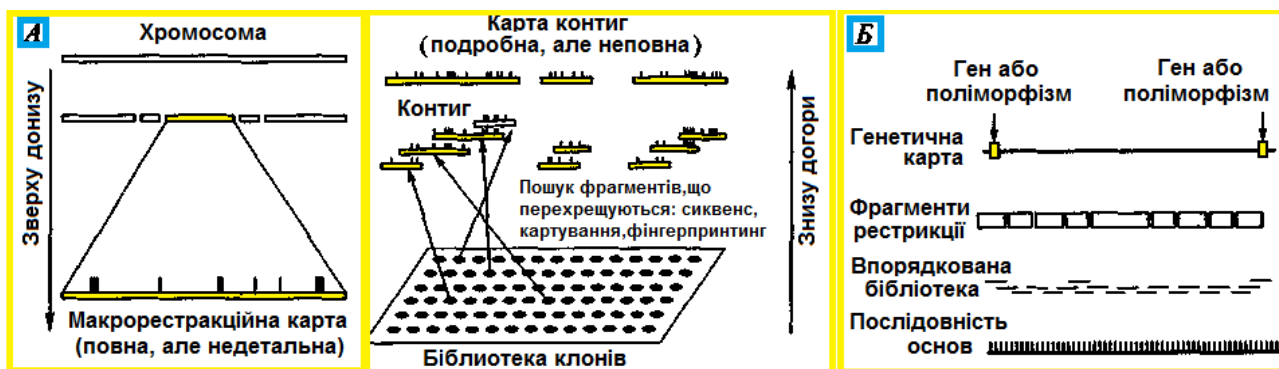 А
Хромосома
Зверху донизу
Макрорестракційна карта
(повна, але недетальна)
Карта контиг
(подробна, але неповна)
Контиг
Пошук фрагментів,що
перехрещуються: сиквенс,
картування,фінгерпринтинг
Біблиотека клонів
Знизу догори
Б
Ген або
поліморфізм
Ген або
поліморфізм
Генетична
карта
Фрагменти
рестрикції
Впорядкована
бібліотека
Послідовність
основ